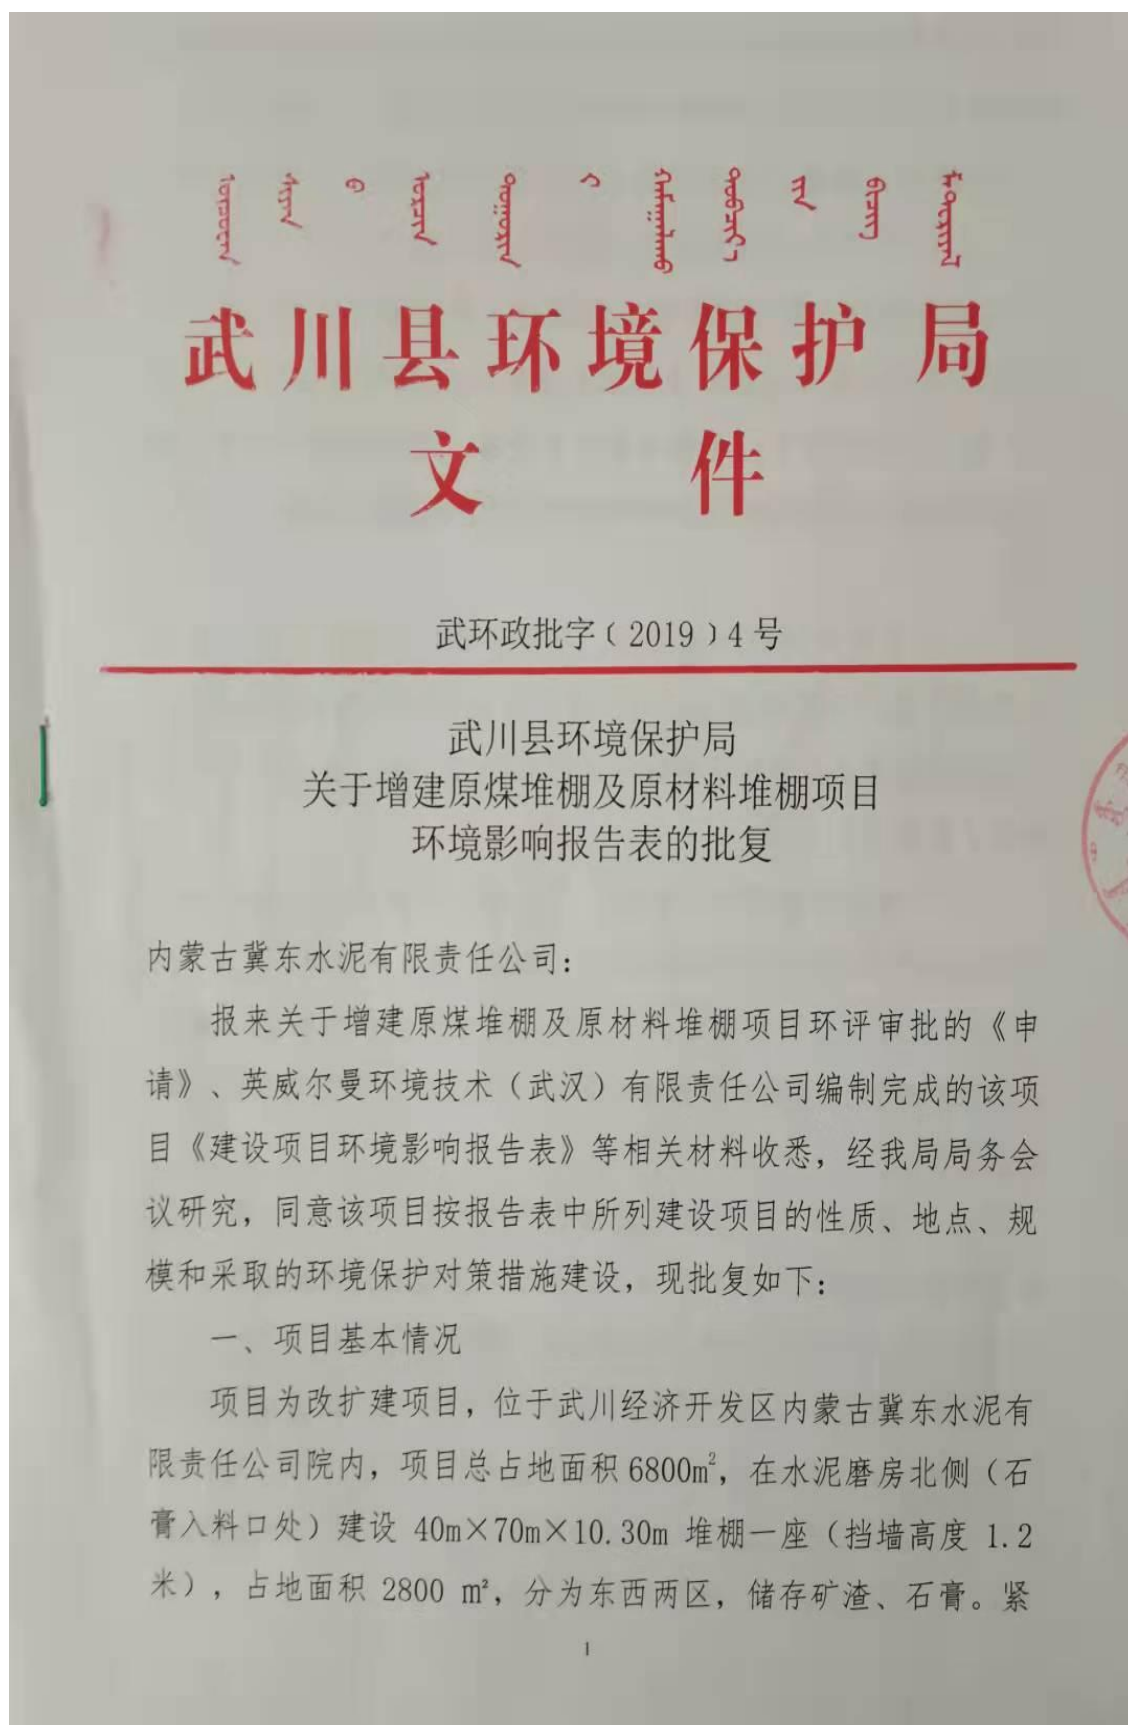 武川县环境保护局
文件
武环政批字﹝2019﹞4号
武川县环境保护局
关于增建原煤堆棚及原材料堆棚项目
环境影响报告表的批复
内蒙古冀东水泥有限责任公司：
报来关于增建原煤堆棚及原材料堆棚项目环评审批的《申
请》、英威尔曼环境技术（武汉）有限责任公司编制完成的该项
目《建设项目环境影响报告表》等相关材料收悉，经我局局务会
议研究，同意该项目按报告表中所列建设项目的性质、地点、规
模和采取的环境保护对策措施建设，现批复如下：
一、项目基本情况
项目为改扩建项目，位于武川经济开发区内蒙古冀东水泥有
限责任公司院内，项目总占地面积6800m²，在水泥磨房北侧（石
膏入料口处）建设 40m×70m×10.30m 堆棚一座（挡墙高度 1.2
米），占地面积 2800 m²，分为东西两区，储存矿渣、石膏。紧
1